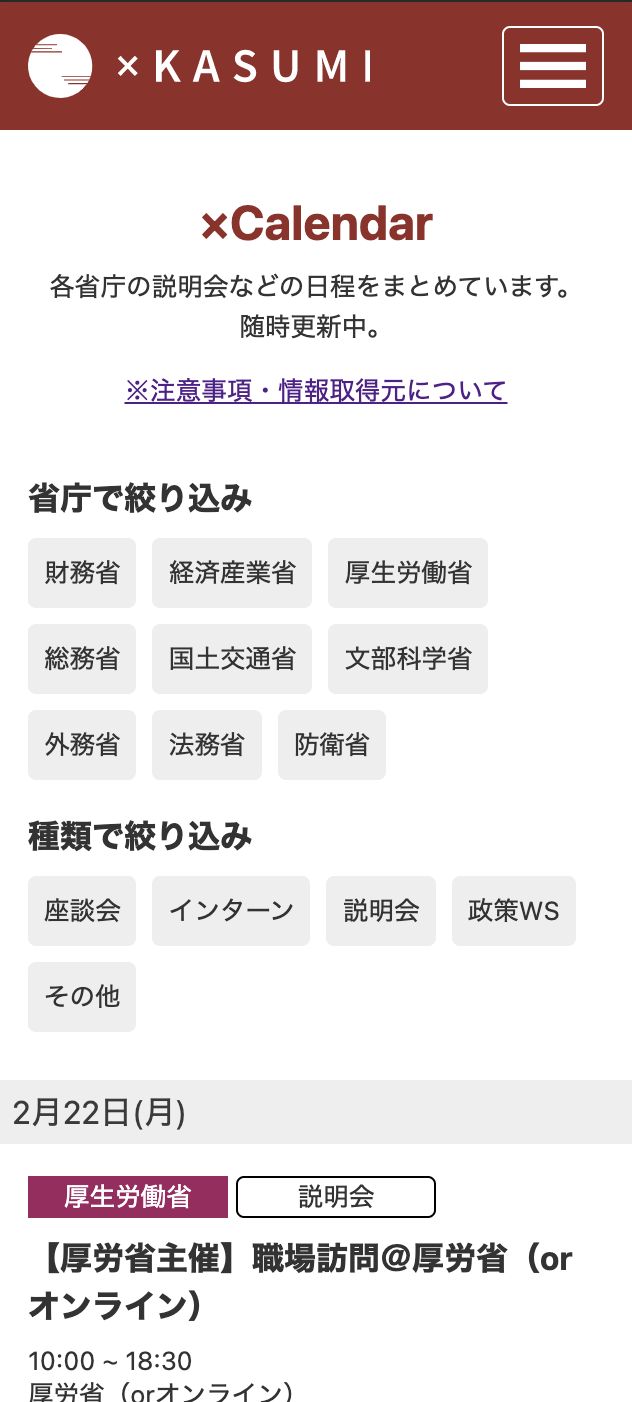 ×KASUMI
×Calendar
各省庁の説明会などの日程をまとめています。
随時更新中。
※注意事項・情報取得元について
省庁で絞り込み
財務省 経済産業省 厚生労働省
総務省 国土交通省 文部科学省
外務省 法務省 防衛省
種類で絞り込み
座談会 インターン 説明会 政策WS
その他
2月22日(月)
厚生労働省 説明会
【厚労省主催】職場訪問@厚労省（or
オンライン）
10:00 ~ 18:30
厚労省（orオンライン）